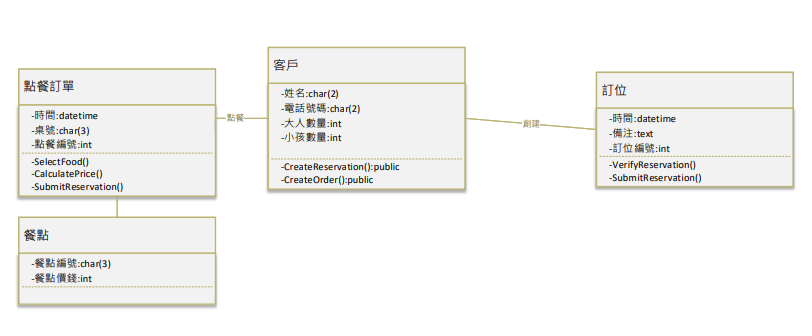 點餐訂單
-時間:datetime
-桌號:char(3)
-點餐編號:int
-SelectFood()
-CalculatePrice()
-SubmitReservation()
點餐
客戶
-姓名:char(2)
-電話號碼:char(2)
-大人數量:int
-小孩數量:int
-CreateReservation():public
-CreateOrder():public
創建
訂位
-時間:datetime
-備注:text
-訂位編號:int
-VerifyReservation()
-SubmitReservation()
餐點
-餐點編號:char(3)
-餐點價錢:int